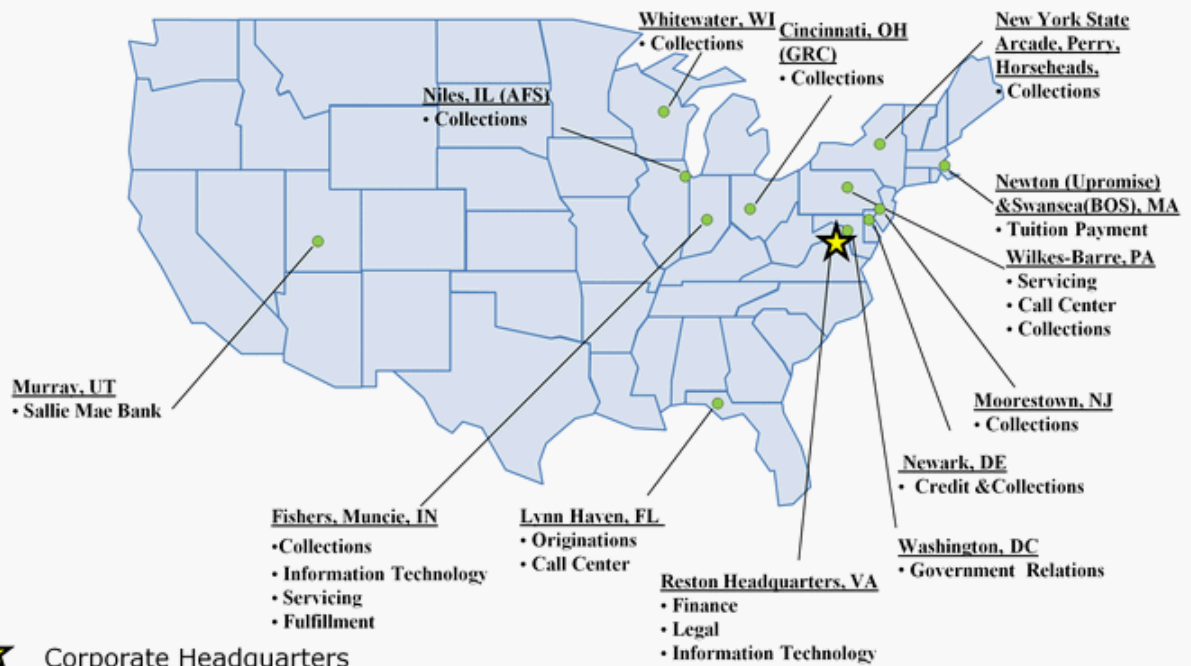 Whitewater, WI
• Collections
Cincinnati, OH
(GRC)
• Collections
New York State
Arcade, Perry,
Horseheads,
• Collections
Niles, IL (AFS)
• Collections
Newton (Upromise)
&Swansea(BOS), MA
• Tuition Payment
Wilkes-Barre, PA
• Servicing
• Call Center
• Collections
Murray, UT
• Sallie Mae Bank
Moorestown, NJ
• Collections
Newark, DE
• Credit &Collections
Fishers, Muncie, IN
•Collections
• Information Technology
• Servicing
• Fulfillment
Lynn Haven, FL
• Originations
• Call Center
Washington, DC
• Government Relations
Reston Headquarters, VA
• Finance
• Legal
• Information Technology
Corporate Headquarters